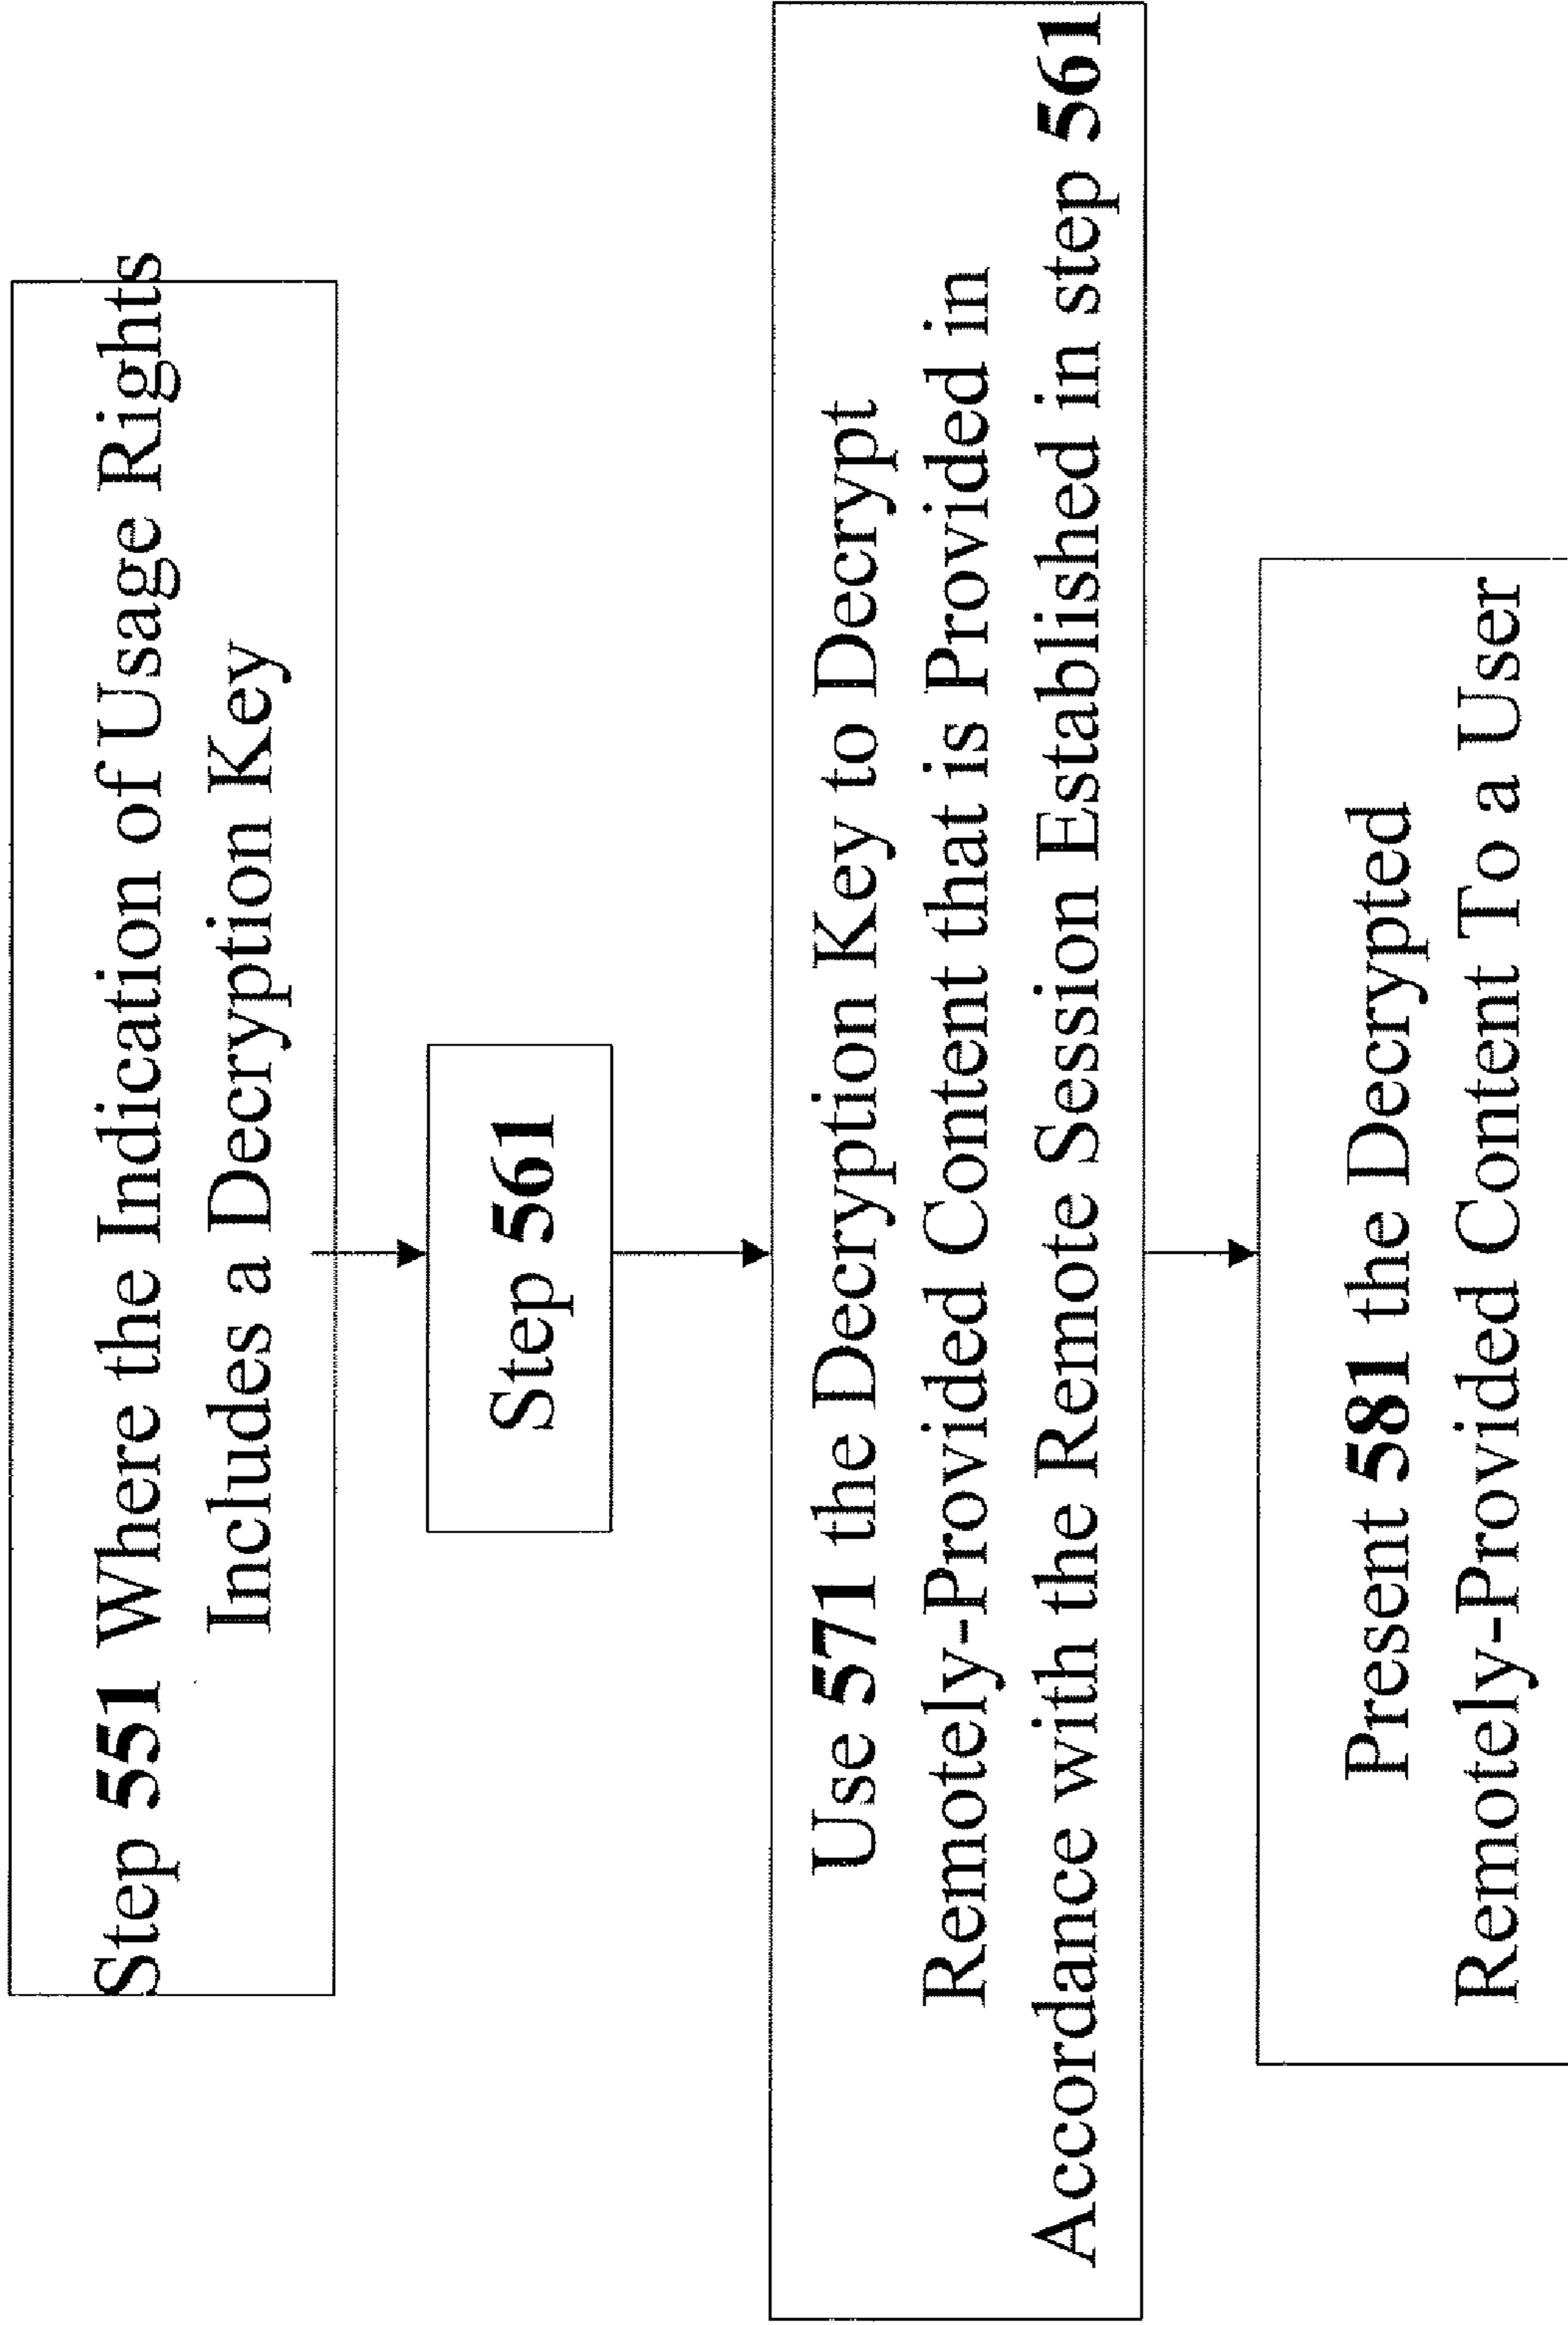 Step 551 Where the Indication of Usage Rights
Includes a Decryption Key
Step 561
Use 571 the Decryption Key to Decrypt
Remotely-Provided Content that is Provided in
Accordance with the Remote Session Established in step 561
Present 581 the Decrypted
Remotely-Provided Content To a User